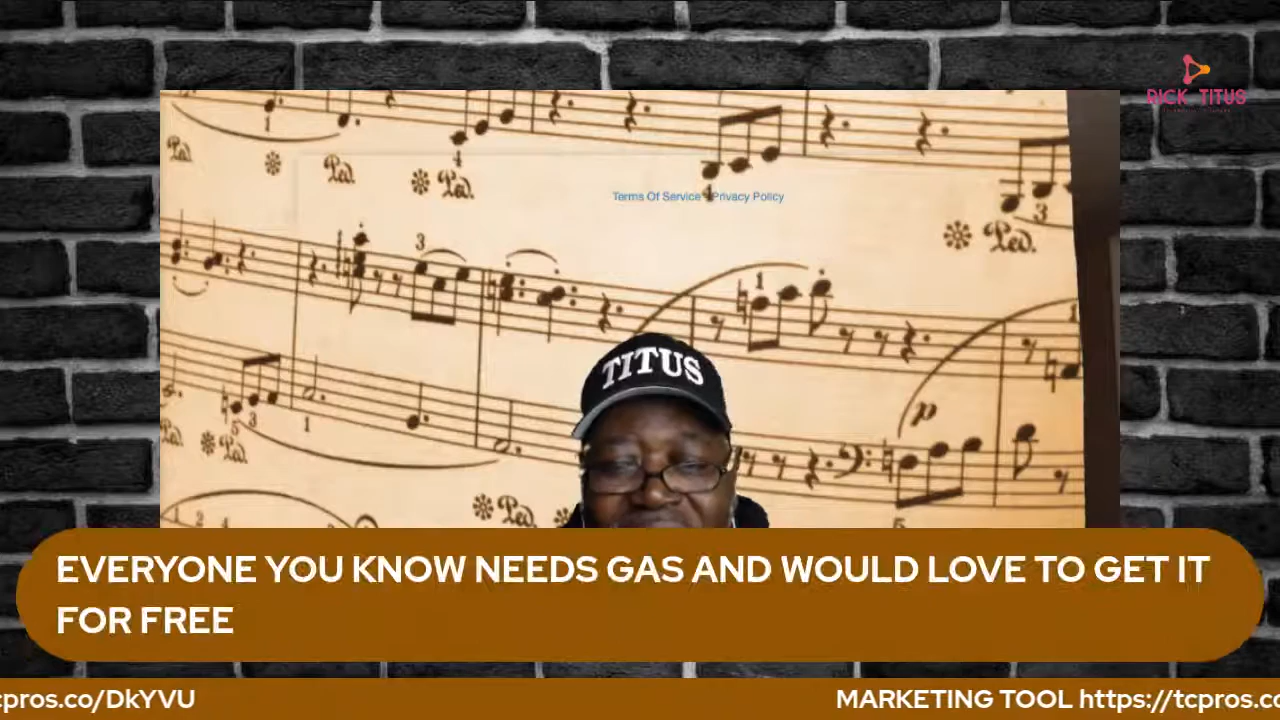 RICK TITUS
Terms Of Service
Privacy Policy
TITUS
EVERYONE YOU KNOW NEEDS GAS AND WOULD LOVE TO GET IT
FOR FREE
cpros.co/DkYVU
MARKETING TOOL https://tcpros.co